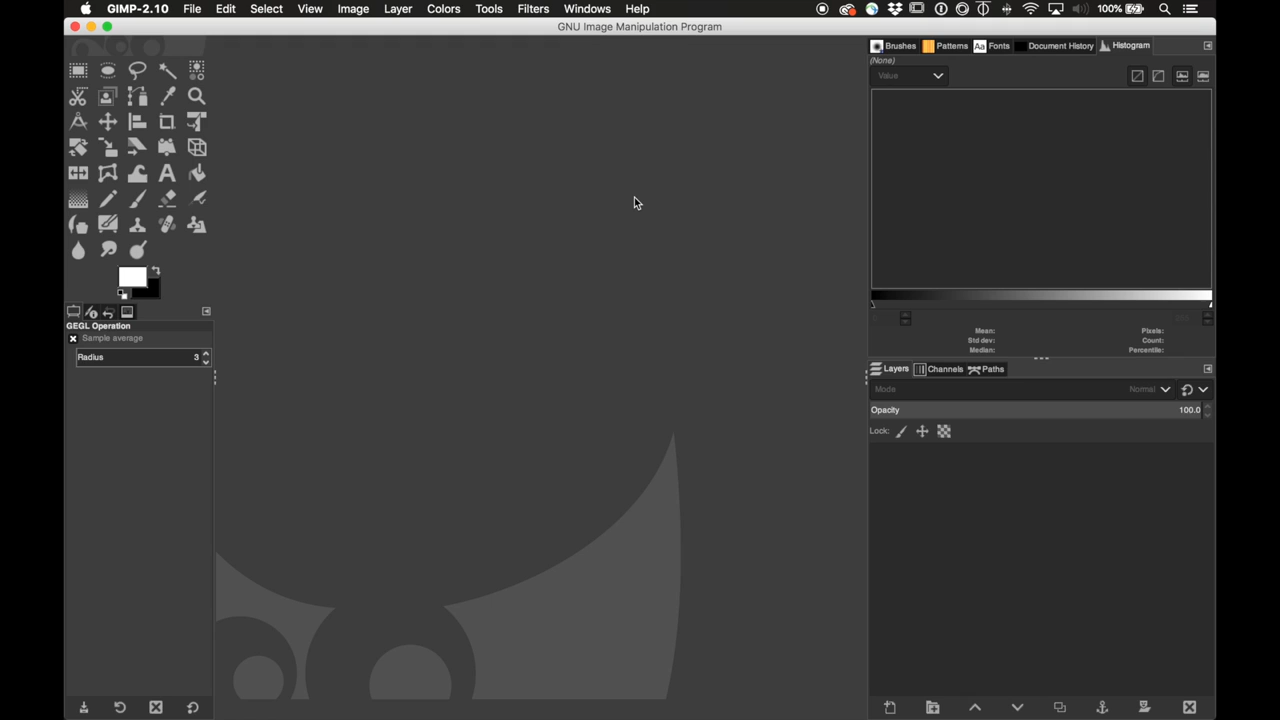 GIMP-2.10 File Edit Select View Image Layer Colors Tools Filters Windows Help 100%
GNU Image Manipulation Program
Brushes Patterns Aa Fonts Document History Histogram
(None)
Value
A
GEGL Operation
Sample average
Radius 3
Mean: Pixels:
Std dev: Count:
Median: Percentile:
Layers Channels Paths
Mode Normal
Opacity 100.0
Lock: